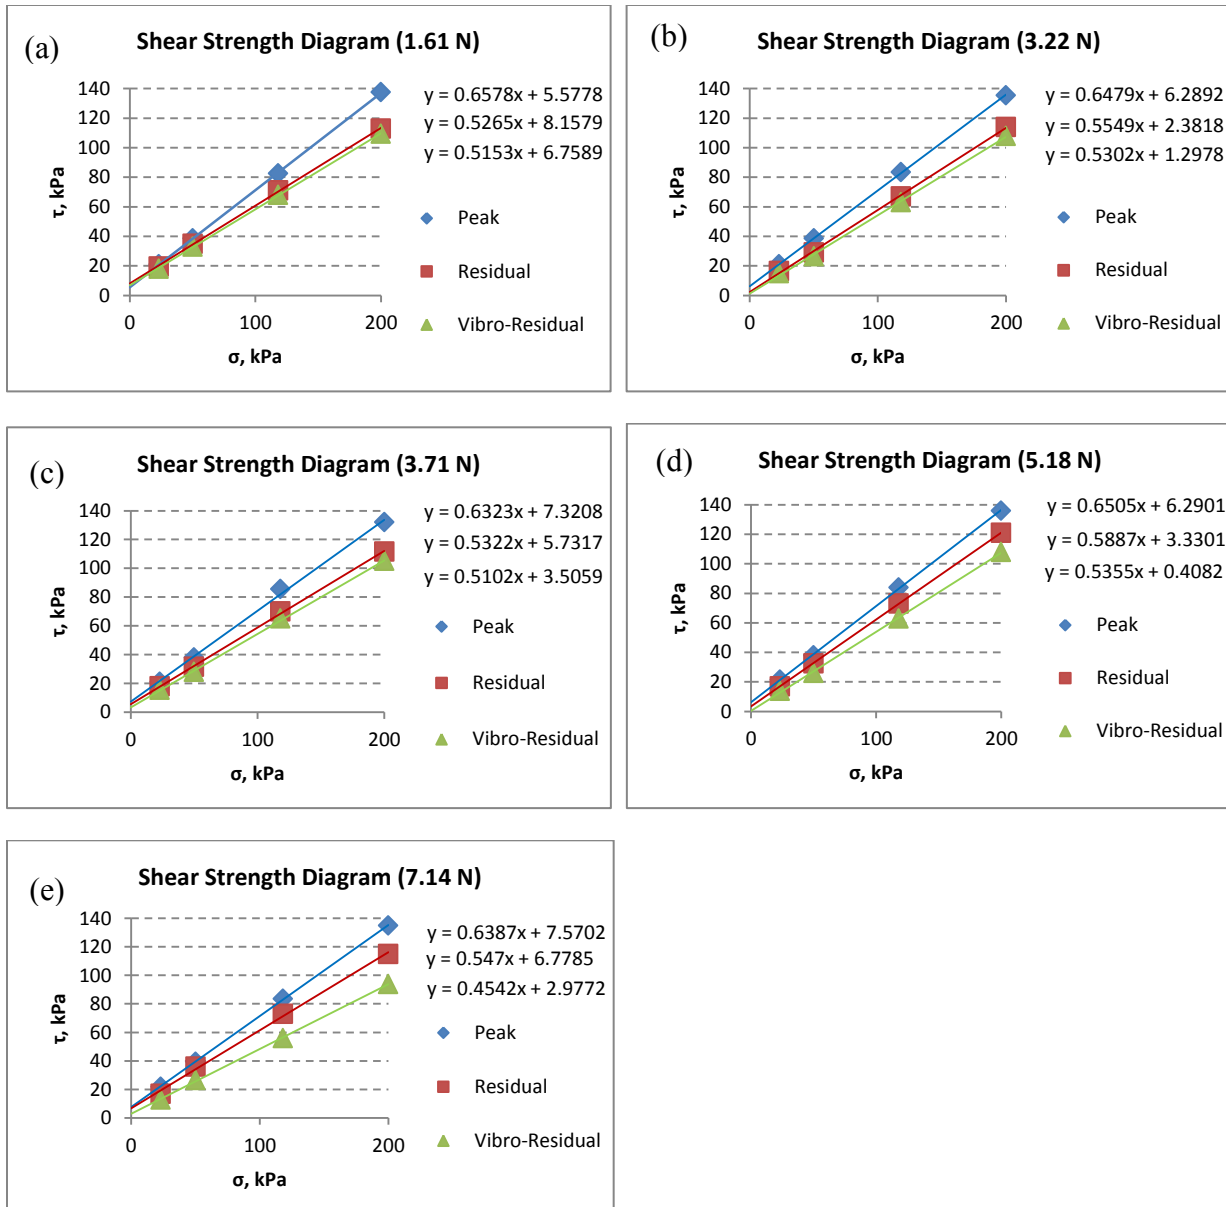 (a)
Shear Strength Diagram (1.61 N)
τ, kPa
140
120
100
80
60
40
20
0
0 100 200
σ, kPa
y = 0.6578x + 5.5778
y = 0.5265x + 8.1579
y = 0.5153x + 6.7589
Peak
Residual
Vibro-Residual
(b)
Shear Strength Diagram (3.22 N)
τ, kPa
140
120
100
80
60
40
20
0
0 100 200
σ, kPa
y = 0.6479x + 6.2892
y = 0.5549x + 2.3818
y = 0.5302x + 1.2978
Peak
Residual
Vibro-Residual
(c)
Shear Strength Diagram (3.71 N)
τ, kPa
140
120
100
80
60
40
20
0
0 100 200
σ, kPa
y = 0.6323x + 7.3208
y = 0.5322x + 5.7317
y = 0.5102x + 3.5059
Peak
Residual
Vibro-Residual
(d)
Shear Strength Diagram (5.18 N)
τ, kPa
140
120
100
80
60
40
20
0
0 100 200
σ, kPa
y = 0.6505x + 6.2901
y = 0.5887x + 3.3301
y = 0.5355x + 0.4082
Peak
Residual
Vibro-Residual
(e)
Shear Strength Diagram (7.14 N)
τ, kPa
140
120
100
80
60
40
20
0
0 100 200
σ, kPa
y = 0.6387x + 7.5702
y = 0.547x + 6.7785
y = 0.4542x + 2.9772
Peak
Residual
Vibro-Residual